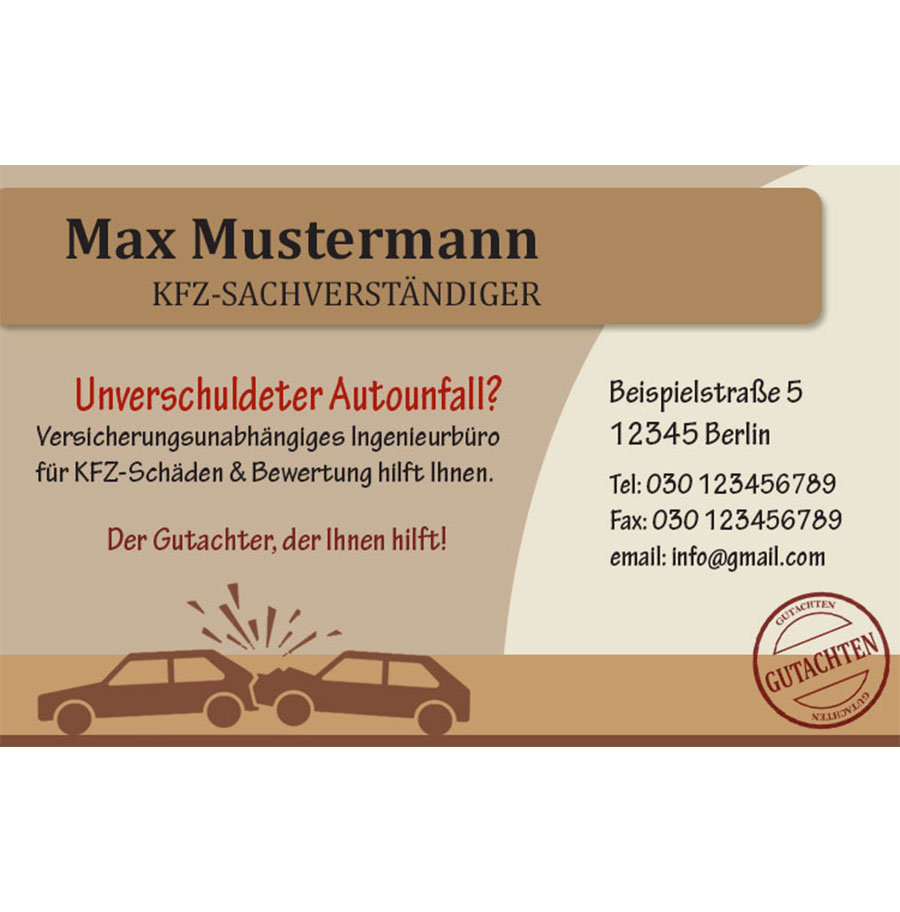 Max Mustermann
KFZ-SACHVERSTÄNDIGER
Unverschuldeter Autounfall?
Versicherungsunabhängiges Ingenieurbüro
für KFZ-Schäden & Bewertung hilft Ihnen.
Der Gutachter, der Ihnen hilft!
Beispielstraße 5
12345 Berlin
Tel: 030 123456789
Fax: 030 123456789
email: info@gmail.com
GUTACHTEN
GUTACHTEN
GUTACHTEN